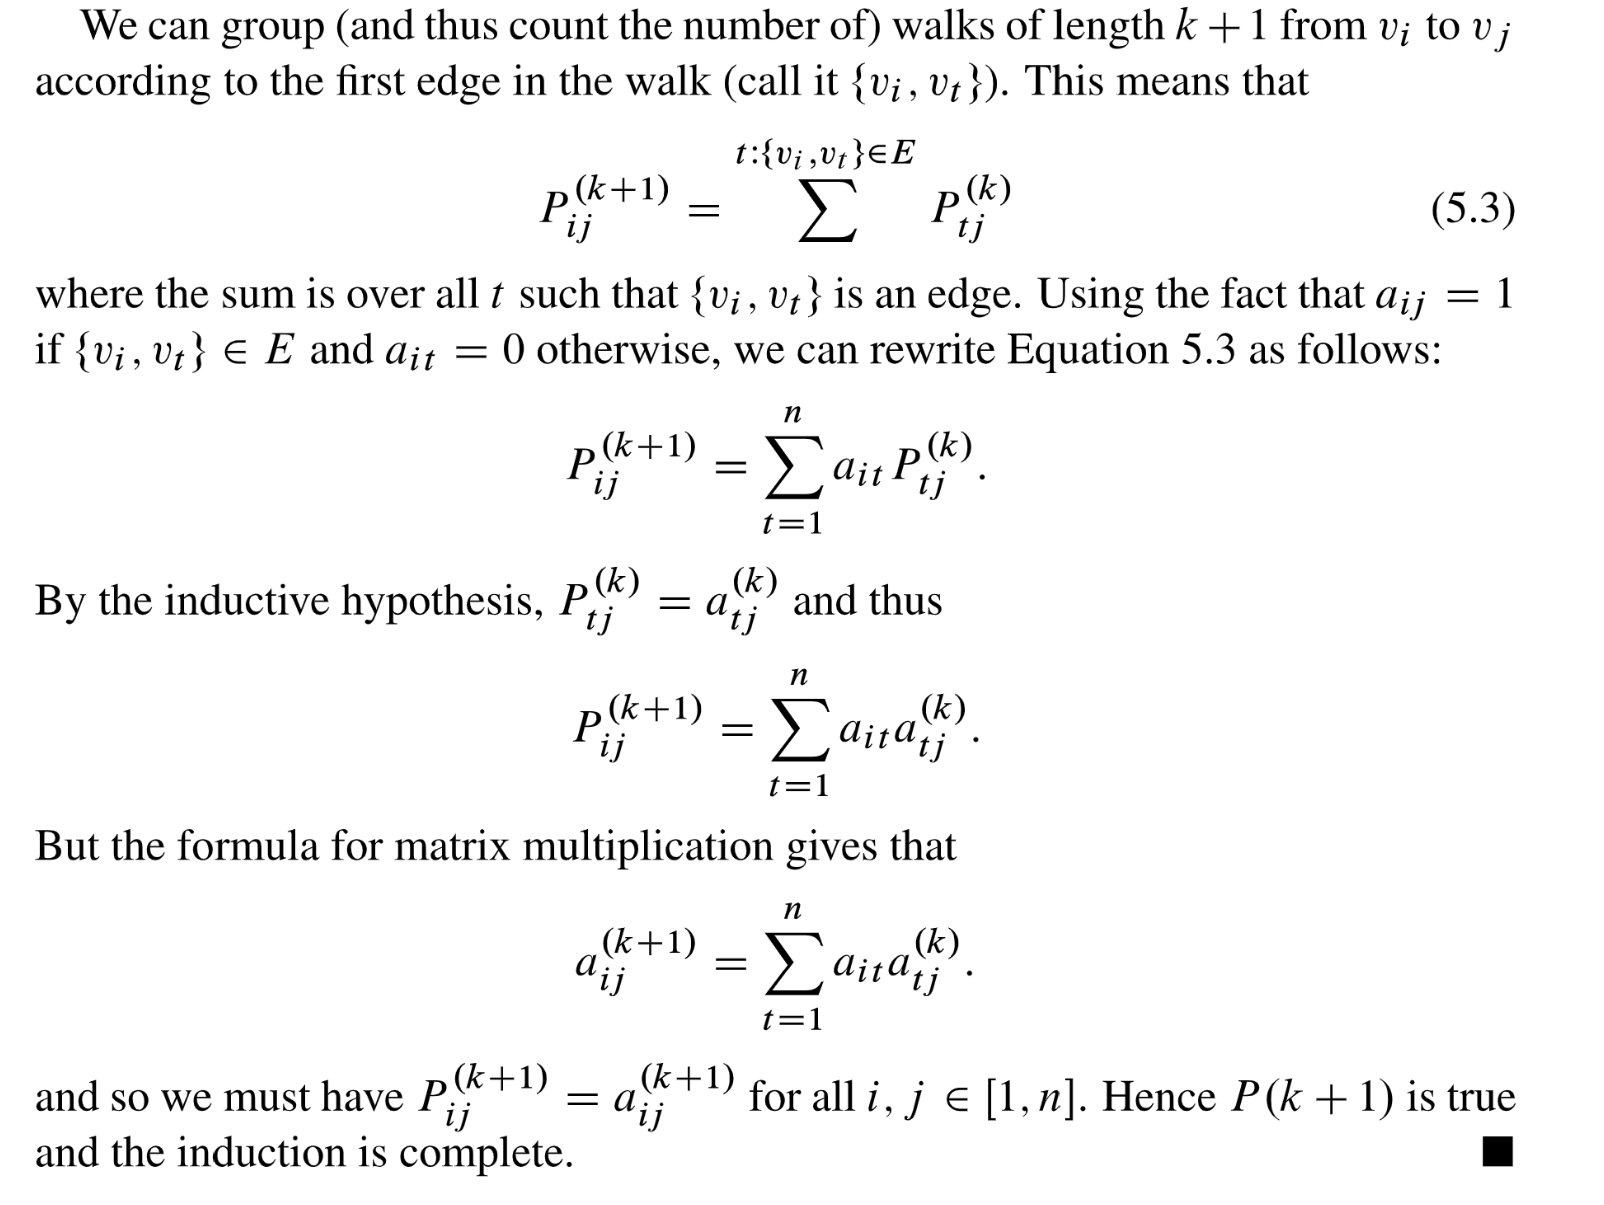 We can group (and thus count the number of) walks of length k + 1 from v_i to v_j
according to the first edge in the walk (call it {v_i, v_t}). This means that
P_{ij}^{(k+1)} = \sum^{t:{v_i,v_t}∈E} P_{tj}^{(k)} (5.3)
where the sum is over all t such that {v_i, v_t} is an edge. Using the fact that a_{ij} = 1
if {v_i, v_t} ∈ E and a_{it} = 0 otherwise, we can rewrite Equation 5.3 as follows:
P_{ij}^{(k+1)} = \sum_{t=1}^{n} a_{it} P_{tj}^{(k)}.
By the inductive hypothesis, P_{tj}^{(k)} = a_{tj}^{(k)} and thus
P_{ij}^{(k+1)} = \sum_{t=1}^{n} a_{it} a_{tj}^{(k)}.
But the formula for matrix multiplication gives that
a_{ij}^{(k+1)} = \sum_{t=1}^{n} a_{it} a_{tj}^{(k)}.
and so we must have P_{ij}^{(k+1)} = a_{ij}^{(k+1)} for all i, j ∈ [1, n]. Hence P(k + 1) is true
and the induction is complete. ■